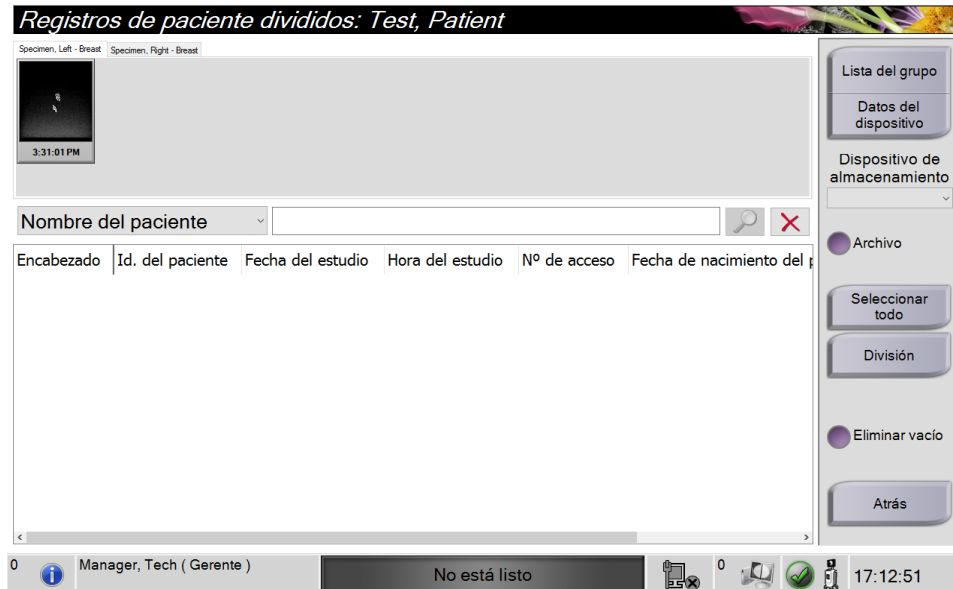 Registros de paciente divididos: Test, Patient
Specimen, Left - Breast
Specimen, Right - Breast
3:31:01 PM
Nombre del paciente
Encabezado
Id. del paciente
Fecha del estudio
Hora del estudio
Nº de acceso
Fecha de nacimiento del p
Lista del grupo
Datos del
dispositivo
Dispositivo de
almacenamiento
Archivo
Seleccionar
todo
División
Eliminar vacío
Atrás
0
Manager, Tech ( Gerente )
No está listo
0
17:12:51